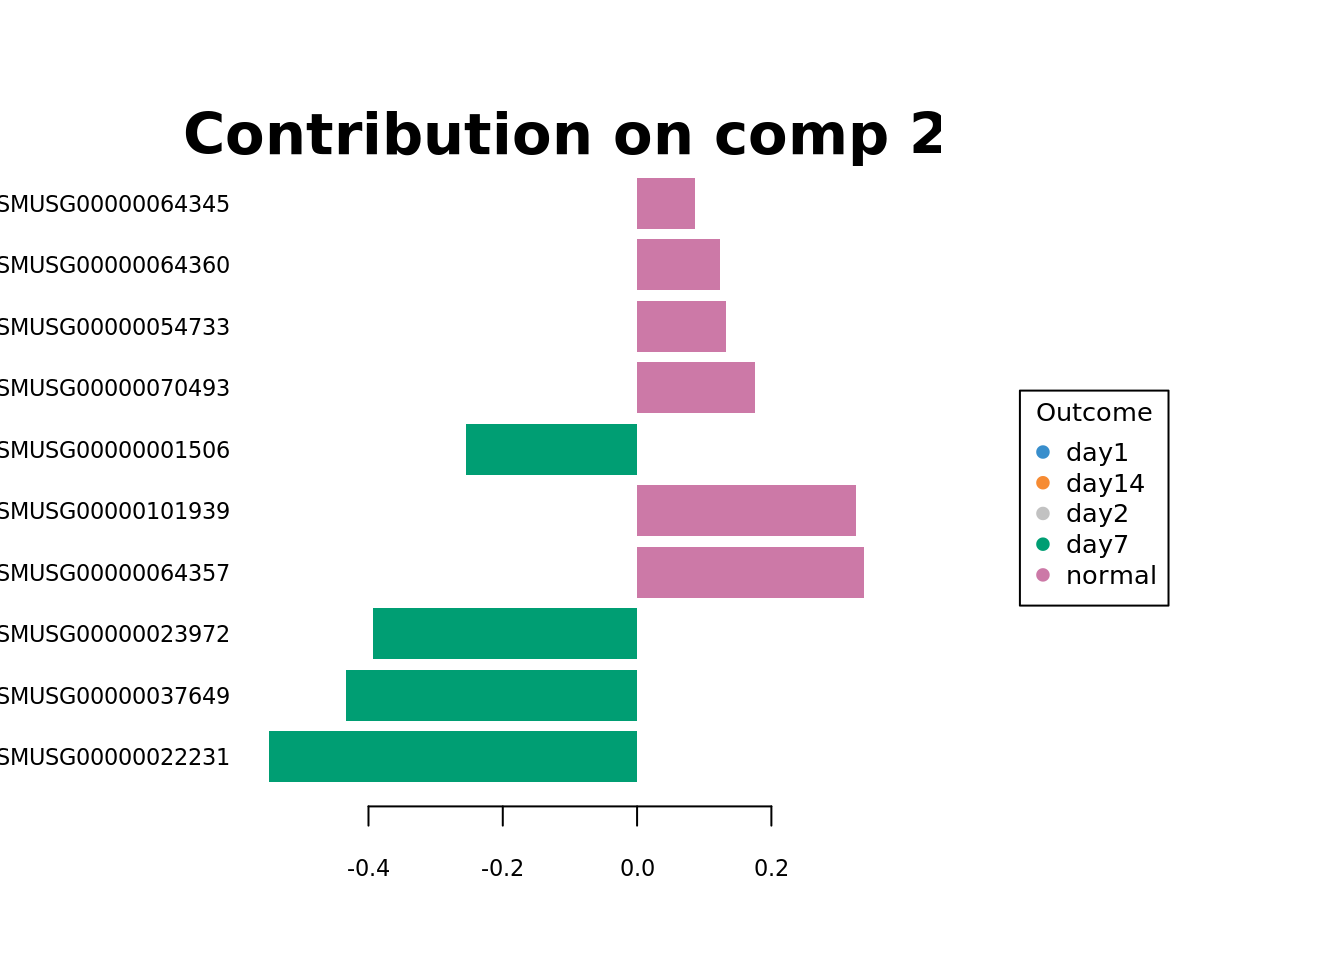 Contribution on comp 2
SMUSG00000064345
SMUSG00000064360
SMUSG00000054733
SMUSG00000070493
SMUSG00000001506
SMUSG00000101939
SMUSG00000064357
SMUSG00000023972
SMUSG00000037649
SMUSG00000022231
Outcome
day1
day14
day2
day7
normal
-0.4 -0.2 0.0 0.2